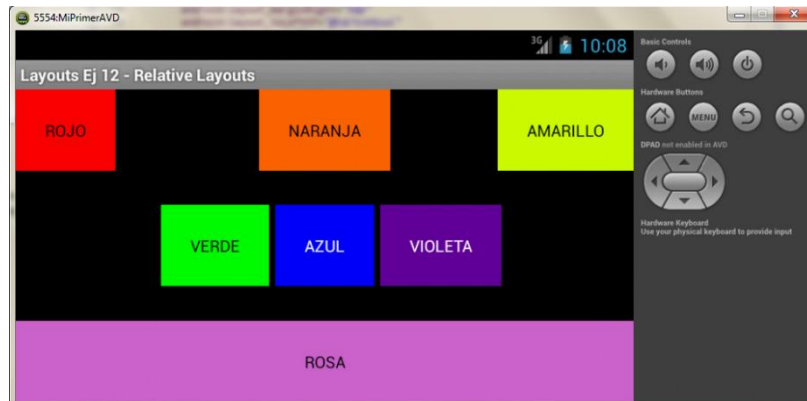 5554:MiPrimerAVD
3G 10:08
Layouts Ej 12 - Relative Layouts
ROJO NARANJA AMARILLO
VERDE AZUL VIOLETA
ROSA
Basic Controls
Hardware Buttons
MENU
DPAD not enabled in AVD
Hardware Keyboard
Use your physical keyboard to provide input